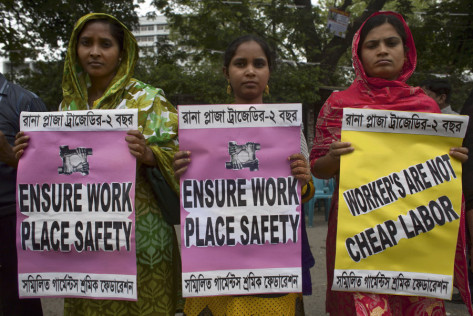 রানা প্লাজা ট্রাজেডির-২ বছর
ENSURE WORK
PLACE SAFETY
সম্মিলিত গার্মেন্টস শ্রমিক ফেডারেশন
রানা প্লাজা ট্রাজেডির-২ বছর
ENSURE WORK
PLACE SAFETY
সম্মিলিত গার্মেন্টস শ্রমিক ফেডারেশন
রানা প্লাজা ট্রাজেডির-২ বছর
WORKER'S ARE NOT
CHEAP LABOR
সম্মিলিত গার্মেন্টস শ্রমিক ফেডারেশন